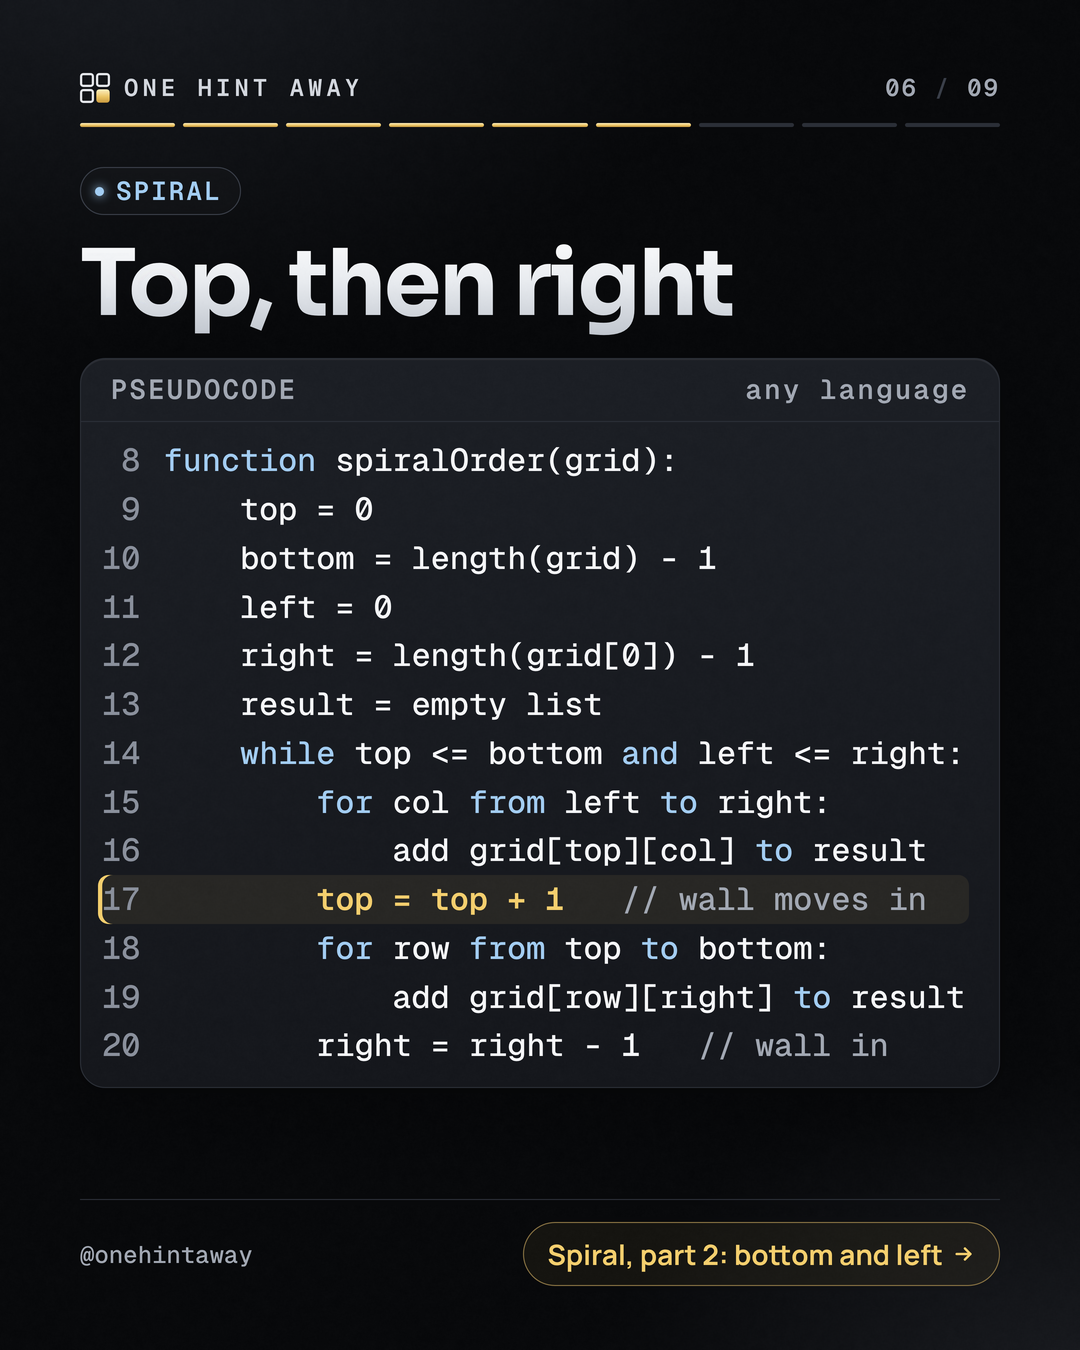 ONE HINT AWAY
06 / 09
SPIRAL
Top, then right
PSEUDOCODE
any language
8 function spiralOrder(grid):
9     top = 0
10     bottom = length(grid) - 1
11     left = 0
12     right = length(grid[0]) - 1
13     result = empty list
14     while top <= bottom and left <= right:
15         for col from left to right:
16             add grid[top][col] to result
17         top = top + 1   // wall moves in
18         for row from top to bottom:
19             add grid[row][right] to result
20         right = right - 1   // wall in
@onehintaway
Spiral, part 2: bottom and left →